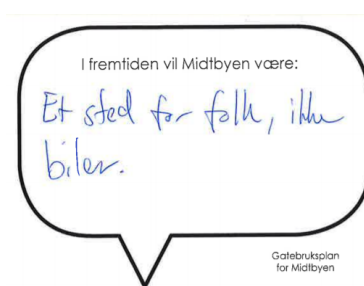 I fremtiden vil Midtbyen være:
Et sted for folk, ikke
biler.
Gatebruksplan
for Midtbyen